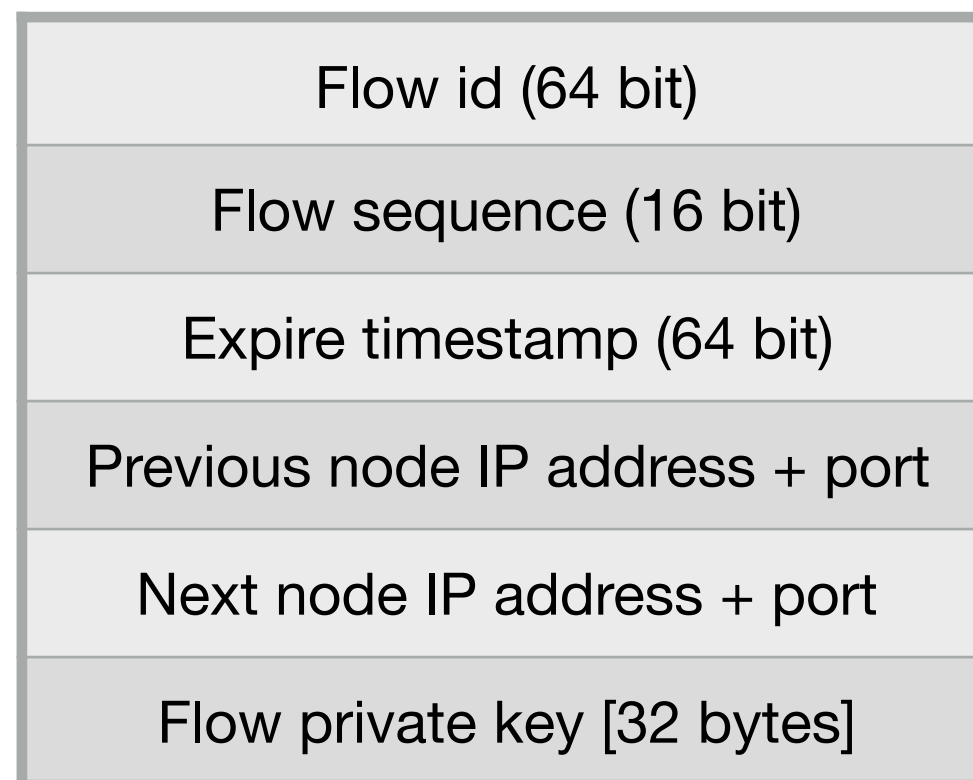 Flow id (64 bit)
Flow sequence (16 bit)
Expire timestamp (64 bit)
Previous node IP address + port
Next node IP address + port
Flow private key [32 bytes]